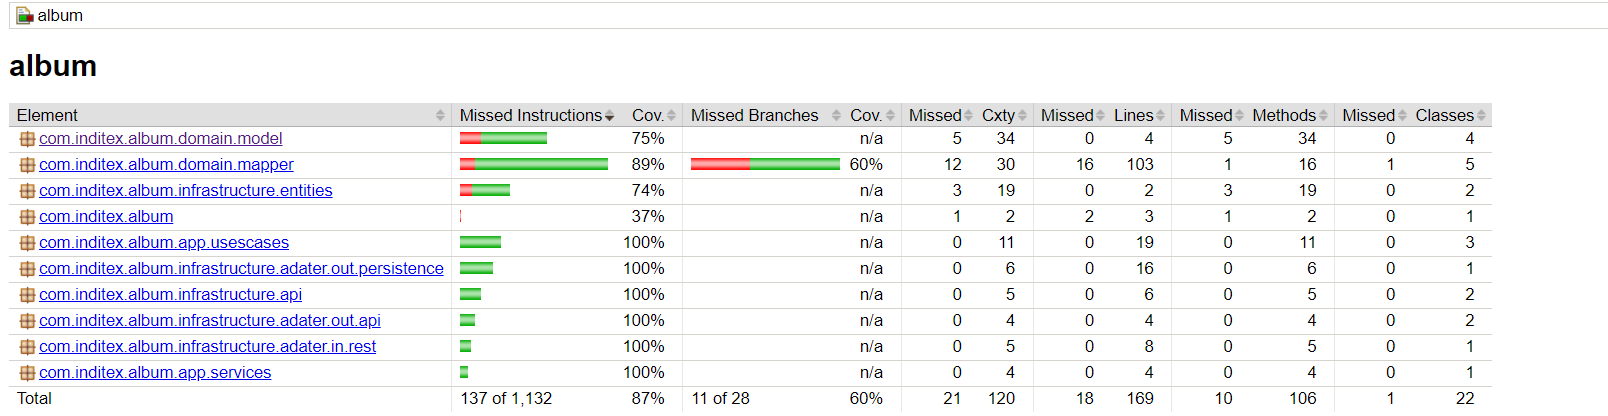 album
album
Element Missed Instructions Cov. Missed Branches Cov. Missed Cxty Missed Lines Missed Methods Missed Classes
com.inditex.album.domain.model 75% n/a 5 34 0 4 5 34 0 4
com.inditex.album.domain.mapper 89% 60% 12 30 16 103 1 16 1 5
com.inditex.album.infrastructure.entities 74% n/a 3 19 0 2 3 19 0 2
com.inditex.album 37% n/a 1 2 2 3 1 2 0 1
com.inditex.album.app.usescases 100% n/a 0 11 0 19 0 11 0 3
com.inditex.album.infrastructure.adater.out.persistence 100% n/a 0 6 0 16 0 6 0 1
com.inditex.album.infrastructure.api 100% n/a 0 5 0 6 0 5 0 2
com.inditex.album.infrastructure.adater.out.api 100% n/a 0 4 0 4 0 4 0 2
com.inditex.album.infrastructure.adater.in.rest 100% n/a 0 5 0 8 0 5 0 1
com.inditex.album.app.services 100% n/a 0 4 0 4 0 4 0 1
Total 137 of 1,132 87% 11 of 28 60% 21 120 18 169 10 106 1 22